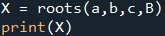 X = roots(a,b,c,B)
print(X)